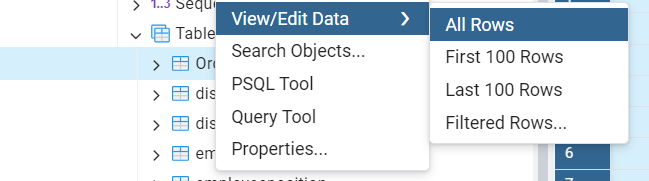 1..3 Seque
Table
View/Edit Data
Search Objects...
PSQL Tool
Query Tool
Properties...
All Rows
First 100 Rows
Last 100 Rows
Filtered Rows...
Or
dis
dis
em
6